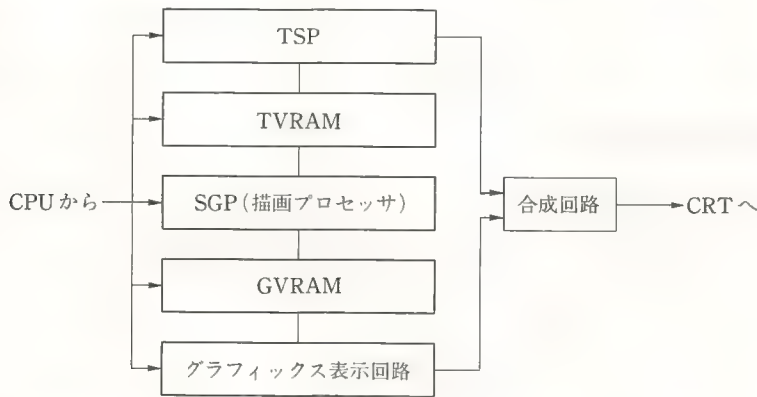 TSP
TVRAM
CPUから
SGP(描画プロセッサ)
合成回路
CRTへ
GVRAM
グラフィックス表示回路